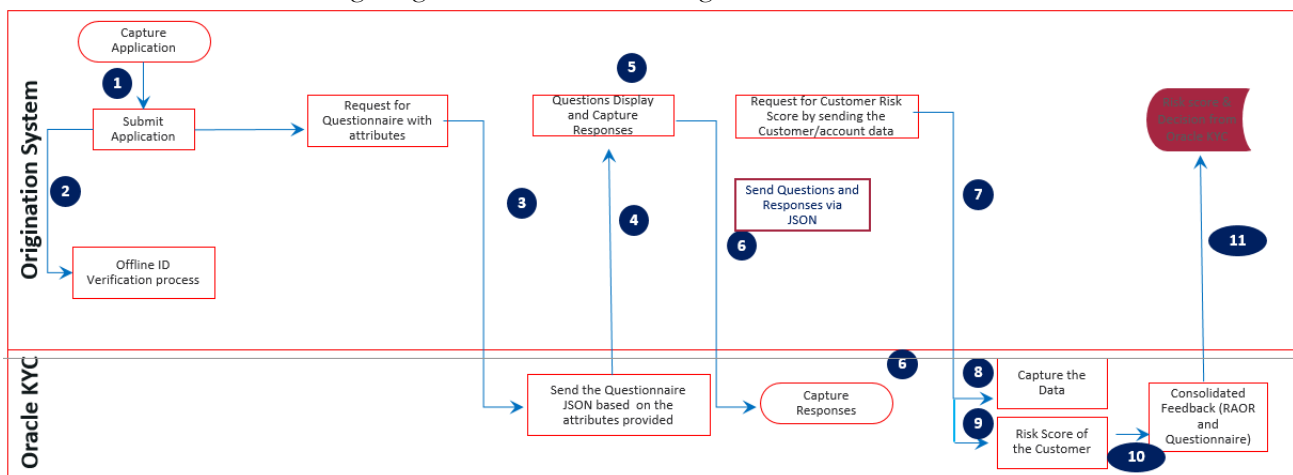 Capture
Application
1
Submit
Application
2
Offline ID
Verification process
Request for
Questionnaire with
attributes
3
4
5
Questions Display
and Capture
Responses
Request for Customer Risk
Score by sending the
Customer/account data
Send Questions and
Responses via
JSON
6
7
Risk score &
Decision from
Oracle KYC
11
Origination System
Oracle KYC
Send the Questionnaire
JSON based on the
attributes provided
6
Capture
Responses
8
Capture the
Data
9
Risk Score of
the Customer
10
Consolidated
Feedback (RAOR
and
Questionnaire)